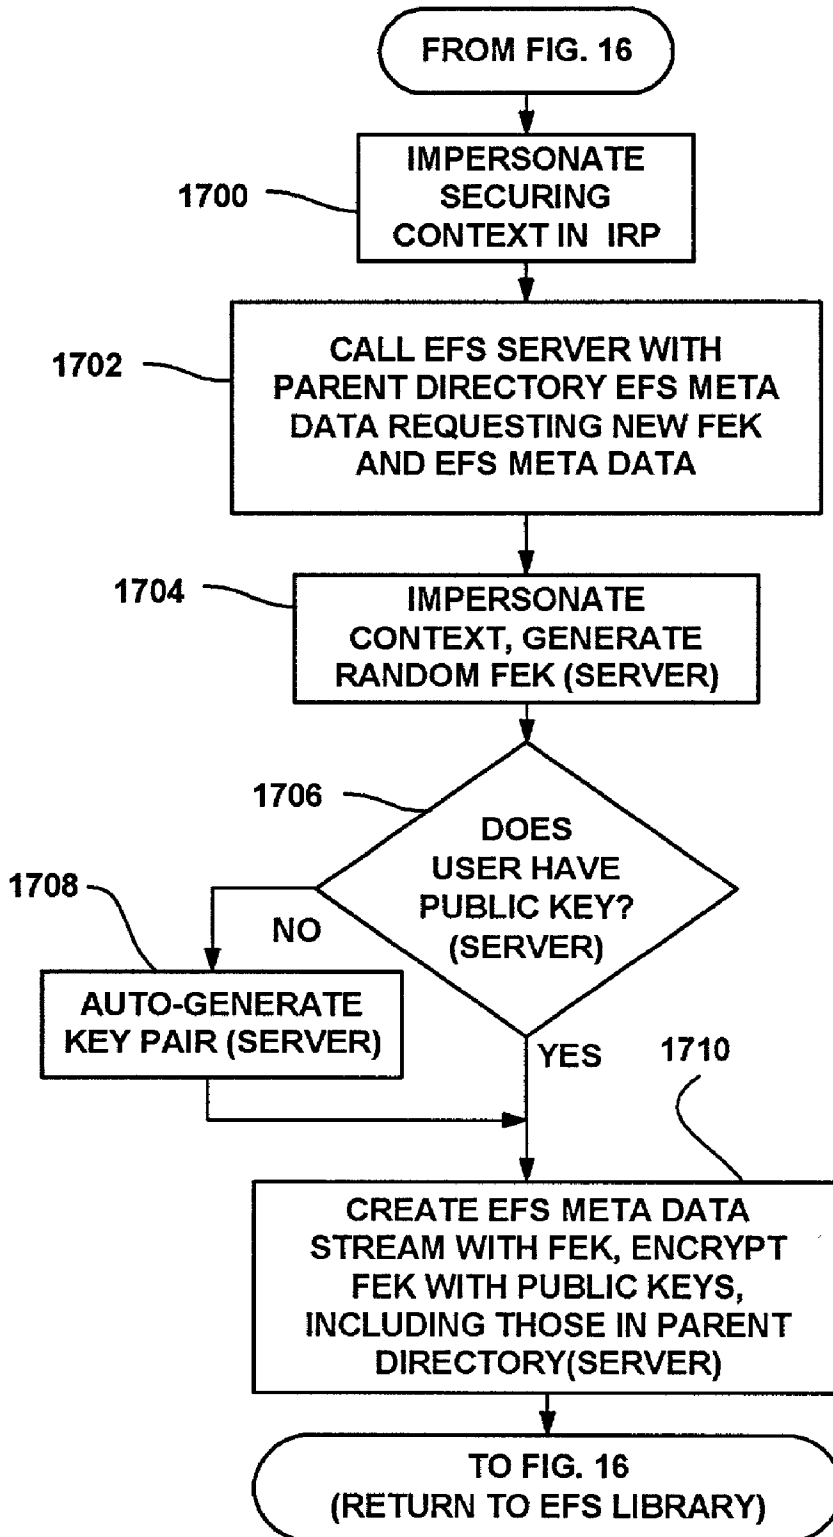 FROM FIG. 16
1700
IMPERSONATE
SECURING
CONTEXT IN IRP
1702
CALL EFS SERVER WITH
PARENT DIRECTORY EFS META
DATA REQUESTING NEW FEK
AND EFS META DATA
1704
IMPERSONATE
CONTEXT, GENERATE
RANDOM FEK (SERVER)
1706
DOES
USER HAVE
PUBLIC KEY?
(SERVER)
1708
NO
AUTO-GENERATE
KEY PAIR (SERVER)
YES
1710
CREATE EFS META DATA
STREAM WITH FEK, ENCRYPT
FEK WITH PUBLIC KEYS,
INCLUDING THOSE IN PARENT
DIRECTORY(SERVER)
TO FIG. 16
(RETURN TO EFS LIBRARY)